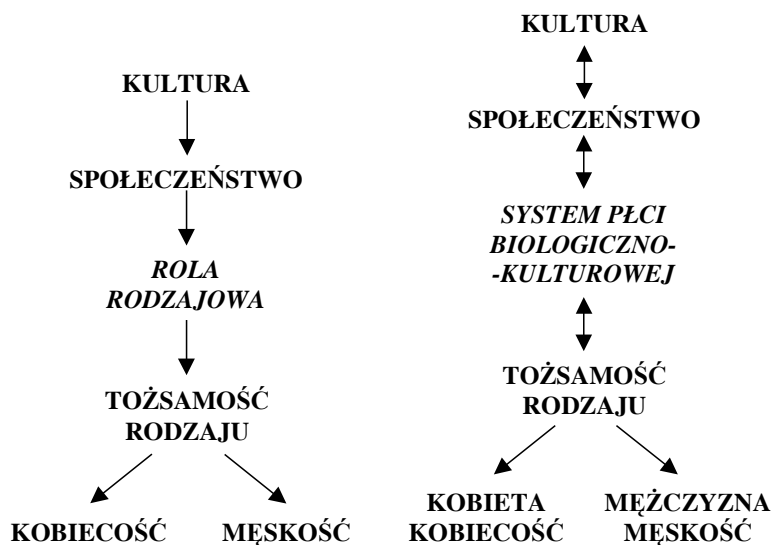 KULTURA
SPOŁECZEŃSTWO
ROLA
RODZAJOWA
TOŻSAMOŚĆ
RODZAJU
KOBIECOŚĆ
MĘSKOŚĆ
KULTURA
SPOŁECZEŃSTWO
SYSTEM PŁCI
BIOLOGICZNO-
-KULTUROWEJ
TOŻSAMOŚĆ
RODZAJU
KOBIETA
KOBIECOŚĆ
MĘŻCZYZNA
MĘSKOŚĆ